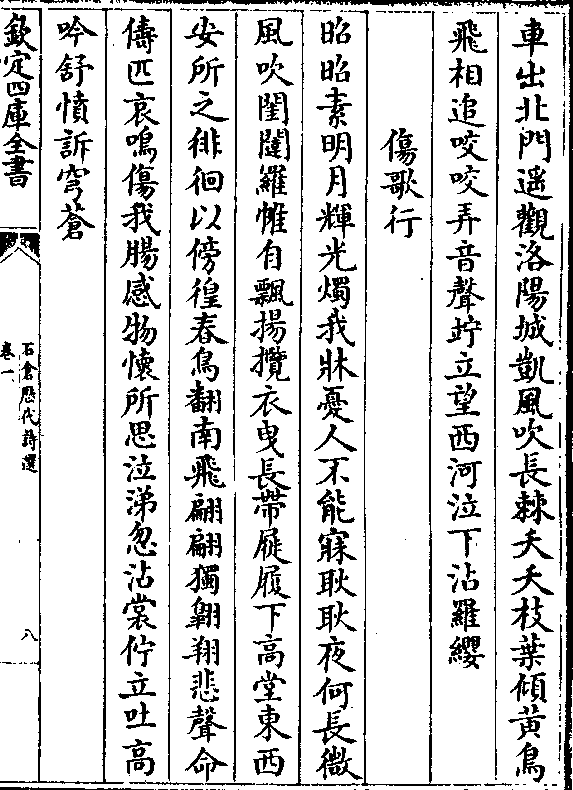 車出北門遥觀洛陽城凱風吹長棘夭夭枝葉傾黄鳥
飛相追咬咬弄音聲竚立望西河泣下沾羅纓
傷歌行
昭昭素明月輝光燭我牀憂人不能寐耿耿夜何長微
風吹閨闥羅帷自飄揚攬衣曳長帶屣履下高堂東西
安所之徘徊以傍徨春鳥翻南飛翩翩獨翺翔悲聲命
儔匹哀鳴傷我腸感物懷所思泣涕忽沾裳佇立吐高
吟舒憤訴穹蒼
欽定四庫全書
石倉歷代詩選
卷一
八